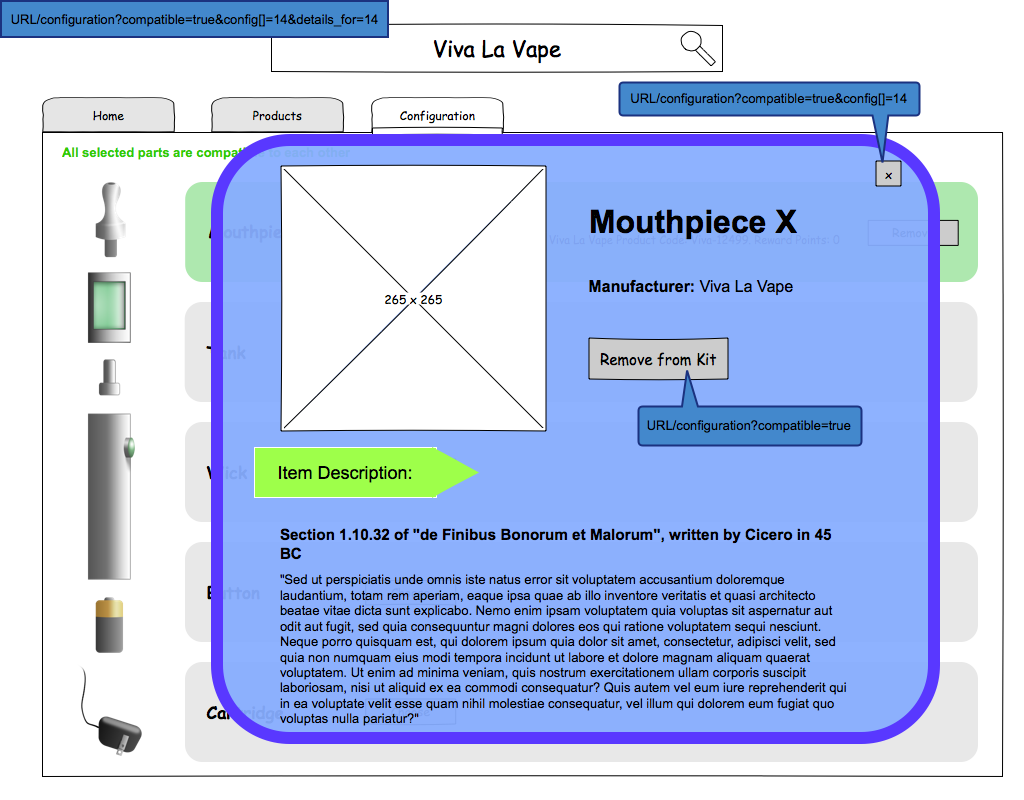 URL/configuration?compatible=true&config[]=14&details_for=14
Viva La Vape
URL/configuration?compatible=true&config[]=14
Home
Products
Configuration
All selected parts are compatible to each other
x
Mouthpie
Mouthpiece X
Viva La Vape Product Code: Viva-12499, Reward Points: 0
Remov
265 x 265
Manufacturer: Viva La Vape
Tank
Remove from Kit
URL/configuration?compatible=true
Wick
Item Description:
Section 1.10.32 of "de Finibus Bonorum et Malorum", written by Cicero in 45
BC
"Sed ut perspiciatis unde omnis iste natus error sit voluptatem accusantium doloremque
laudantium, totam rem aperiam, eaque ipsa quae ab illo inventore veritatis et quasi architecto
Button
beatae vitae dicta sunt explicabo. Nemo enim ipsam voluptatem quia voluptas sit aspernatur aut
odit aut fugit, sed quia consequuntur magni dolores eos qui ratione voluptatem sequi nesciunt.
Neque porro quisquam est, qui dolorem ipsum quia dolor sit amet, consectetur, adipisci velit, sed
quia non numquam eius modi tempora incidunt ut labore et dolore magnam aliquam quaerat
voluptatem. Ut enim ad minima veniam, quis nostrum exercitationem ullam corporis suscipit
laboriosam, nisi ut aliquid ex ea commodi consequatur? Quis autem vel eum iure reprehenderit qui
in ea voluptate velit esse quam nihil molestiae consequatur, vel illum qui dolorem eum fugiat quo
voluptas nulla pariatur?"
Cartridge